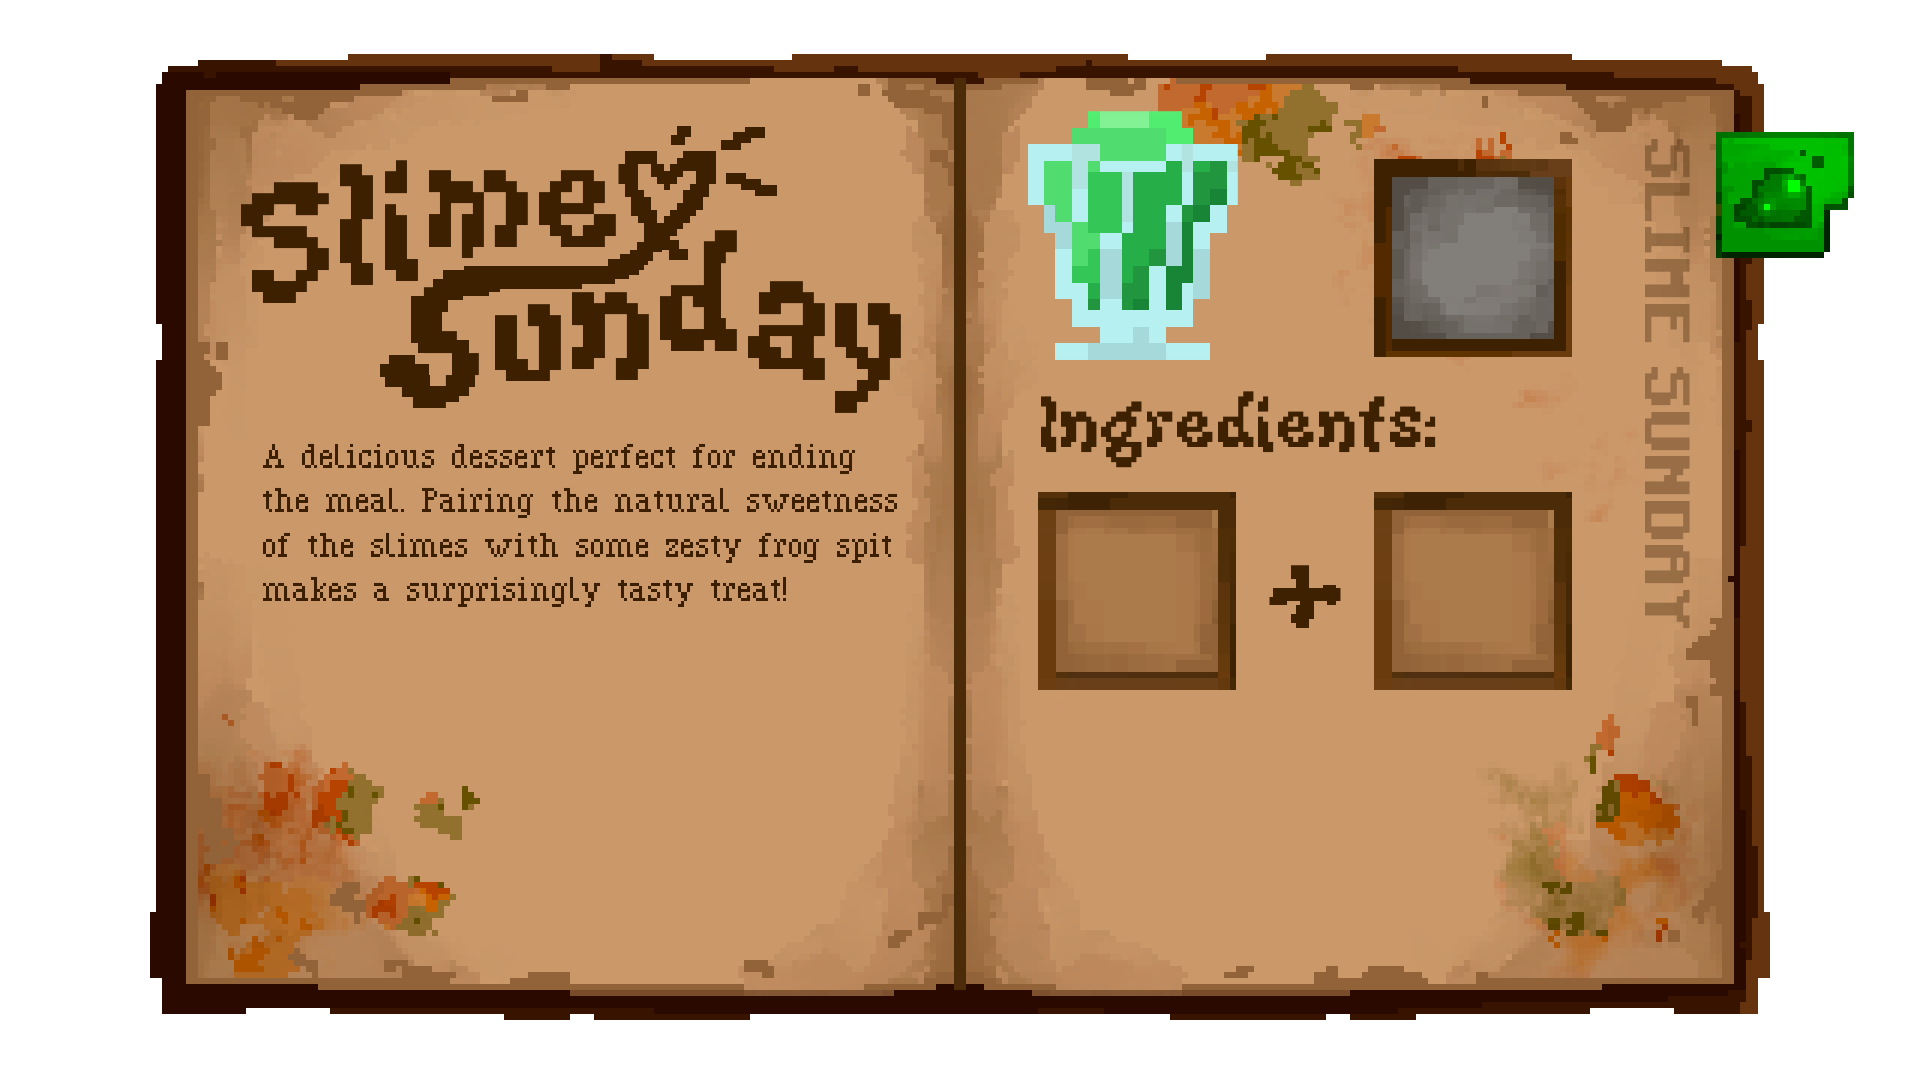 Slime
Sunday
A delicious dessert perfect for ending
the meal. Pairing the natural sweetness
of the slimes with some zesty frog spit
makes a surprisingly tasty treat!
Ingredients:
+
SLIME SUNDAY